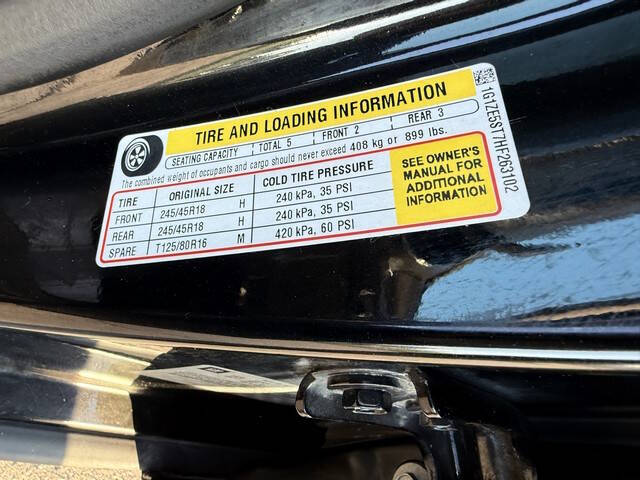 TIRE AND LOADING INFORMATION
SEATING CAPACITY TOTAL 5 FRONT 2 REAR 3
The combined weight of occupants and cargo should never exceed 408 kg or 899 lbs.
TIRE ORIGINAL SIZE COLD TIRE PRESSURE
FRONT 245/45R18 H 240 kPa, 35 PSI
REAR 245/45R18 H 240 kPa, 35 PSI
SPARE T125/80R16 M 420 kPa, 60 PSI
SEE OWNER'S
MANUAL FOR
ADDITIONAL
INFORMATION
1G1ZE5ST7HF263102